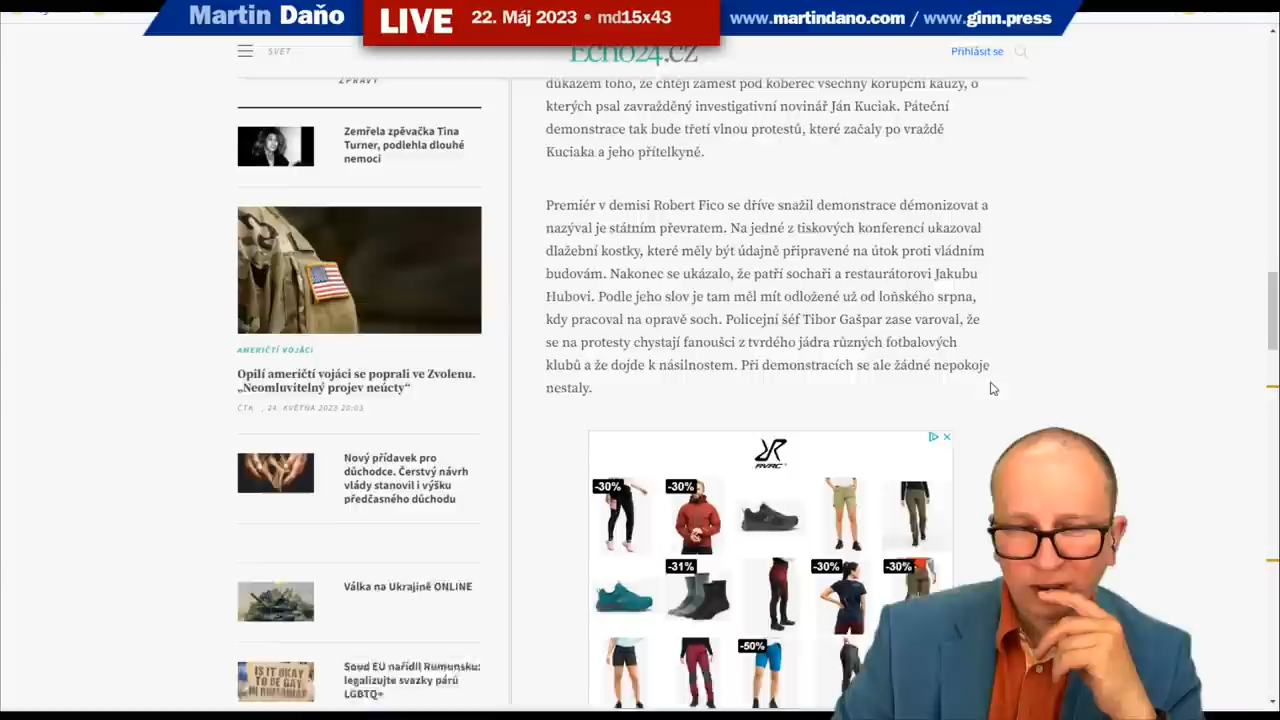 Martin Daňo
LIVE
22. Máj 2023 • md15x43
www.martindano.com / www.ginn.press
SVĚT
Echo24.cz
Přihlásit se
ZPRÁVY
Zemřela zpěvačka Tina
Turner, podlehla dlouhé
nemoci
AMERIČTÍ VOJÁCI
Opilí američtí vojáci se poprali ve Zvolenu.
„Neomluvitelný projev neúcty“
ČTK , 24. KVĚTNA 2023 20:03
Nový přídavek pro
důchodce. Čerstvý návrh
vlády stanovil i výšku
předčasného důchodu
Válka na Ukrajině ONLINE
Soud EU nařídil Rumunsku:
legalizujte svazky párů
LGBTQ+
IS IT OKAY
TO BE GAY
IN ROMANIA?
důkazem toho, že chtějí zamést pod koberec všechny korupční kauzy, o
kterých psal zavražděný investigativní novinář Ján Kuciak. Páteční
demonstrace tak bude třetí vlnou protestů, které začaly po vraždě
Kuciaka a jeho přítelkyně.
Premiér v demisi Robert Fico se dříve snažil demonstrace démonizovat a
nazýval je státním převratem. Na jedné z tiskových konferencí ukazoval
dlažební kostky, které měly být údajně připravené na útok proti vládním
budovám. Nakonec se ukázalo, že patří sochaři a restaurátorovi Jakubu
Hubovi. Podle jeho slov je tam měl mít odložené už od loňského srpna,
kdy pracoval na opravě soch. Policejní šéf Tibor Gašpar zase varoval, že
se na protesty chystají fanoušci z tvrdého jádra různých fotbalových
klubů a že dojde k násilnostem. Při demonstracích se ale žádné nepokoje
nestaly.
-30%
-30%
-31%
-30%
-30%
-50%